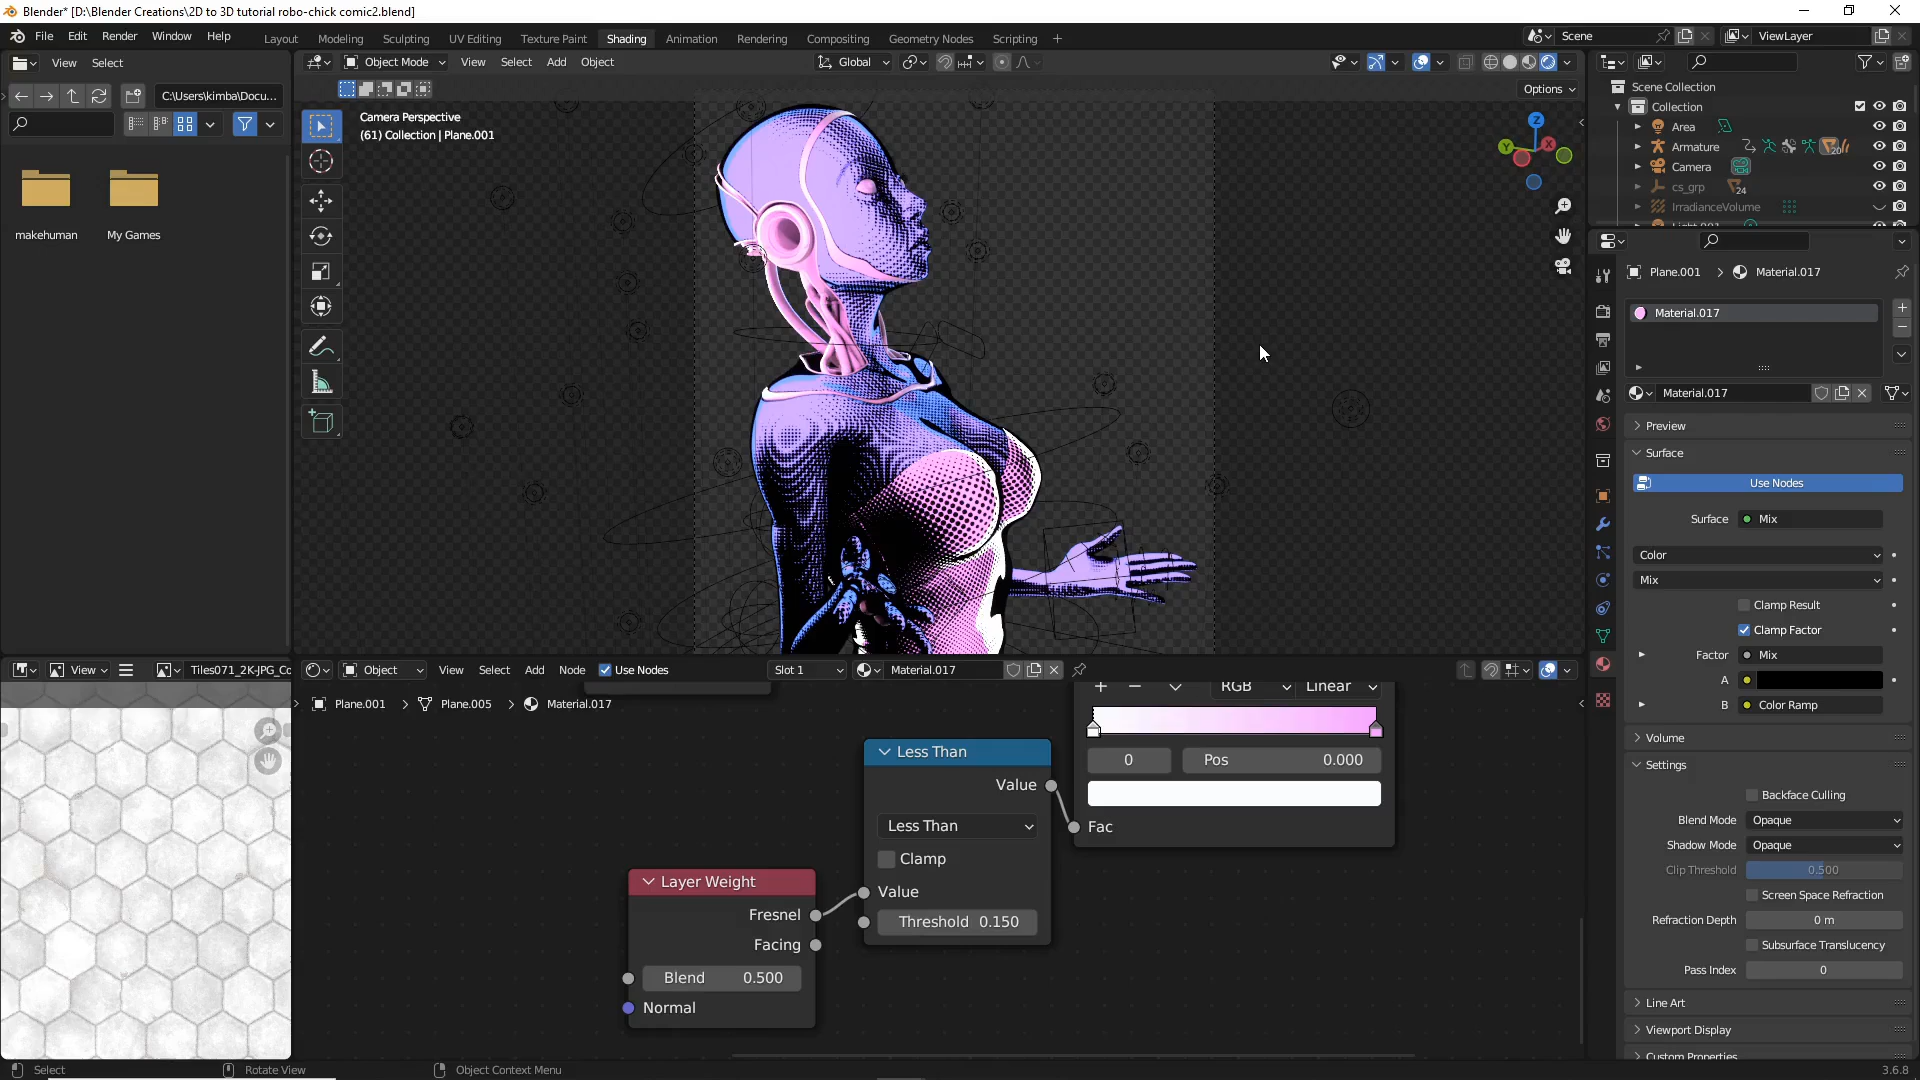 Blender* [D:\Blender Creations\2D to 3D tutorial robo-chick comic2.blend]
File Edit Render Window Help
Layout Modeling Sculpting UV Editing Texture Paint Shading Animation Rendering Compositing Geometry Nodes Scripting +
Scene
ViewLayer
View Select
Object Mode View Select Add Object
Global
Options
C:\Users\kimba\Docu...
makehuman My Games
Camera Perspective
(61) Collection | Plane.001
Z
Y
X
Scene Collection
Collection
Area
Armature
20
Camera
cs_grp
24
IrradianceVolume
Plane.001 > Material.017
Material.017
Material.017
Preview
Surface
Use Nodes
Surface Mix
Color
Mix
Clamp Result
Clamp Factor
Factor Mix
A
B Color Ramp
Volume
Settings
Backface Culling
Blend Mode Opaque
Shadow Mode Opaque
Clip Threshold 0.500
Screen Space Refraction
Refraction Depth 0 m
Subsurface Translucency
Pass Index 0
Line Art
Viewport Display
Custom Properties
View
Tiles071_2K-JPG_Co
Object View Select Add Node Use Nodes Slot 1 Material.017
Plane.001 > Plane.005 > Material.017
RGB Linear
0 Pos 0.000
Fac
Less Than
Value
Less Than
Clamp
Value
Threshold 0.150
Layer Weight
Fresnel
Facing
Blend 0.500
Normal
Select Rotate View Object Context Menu
3.6.8